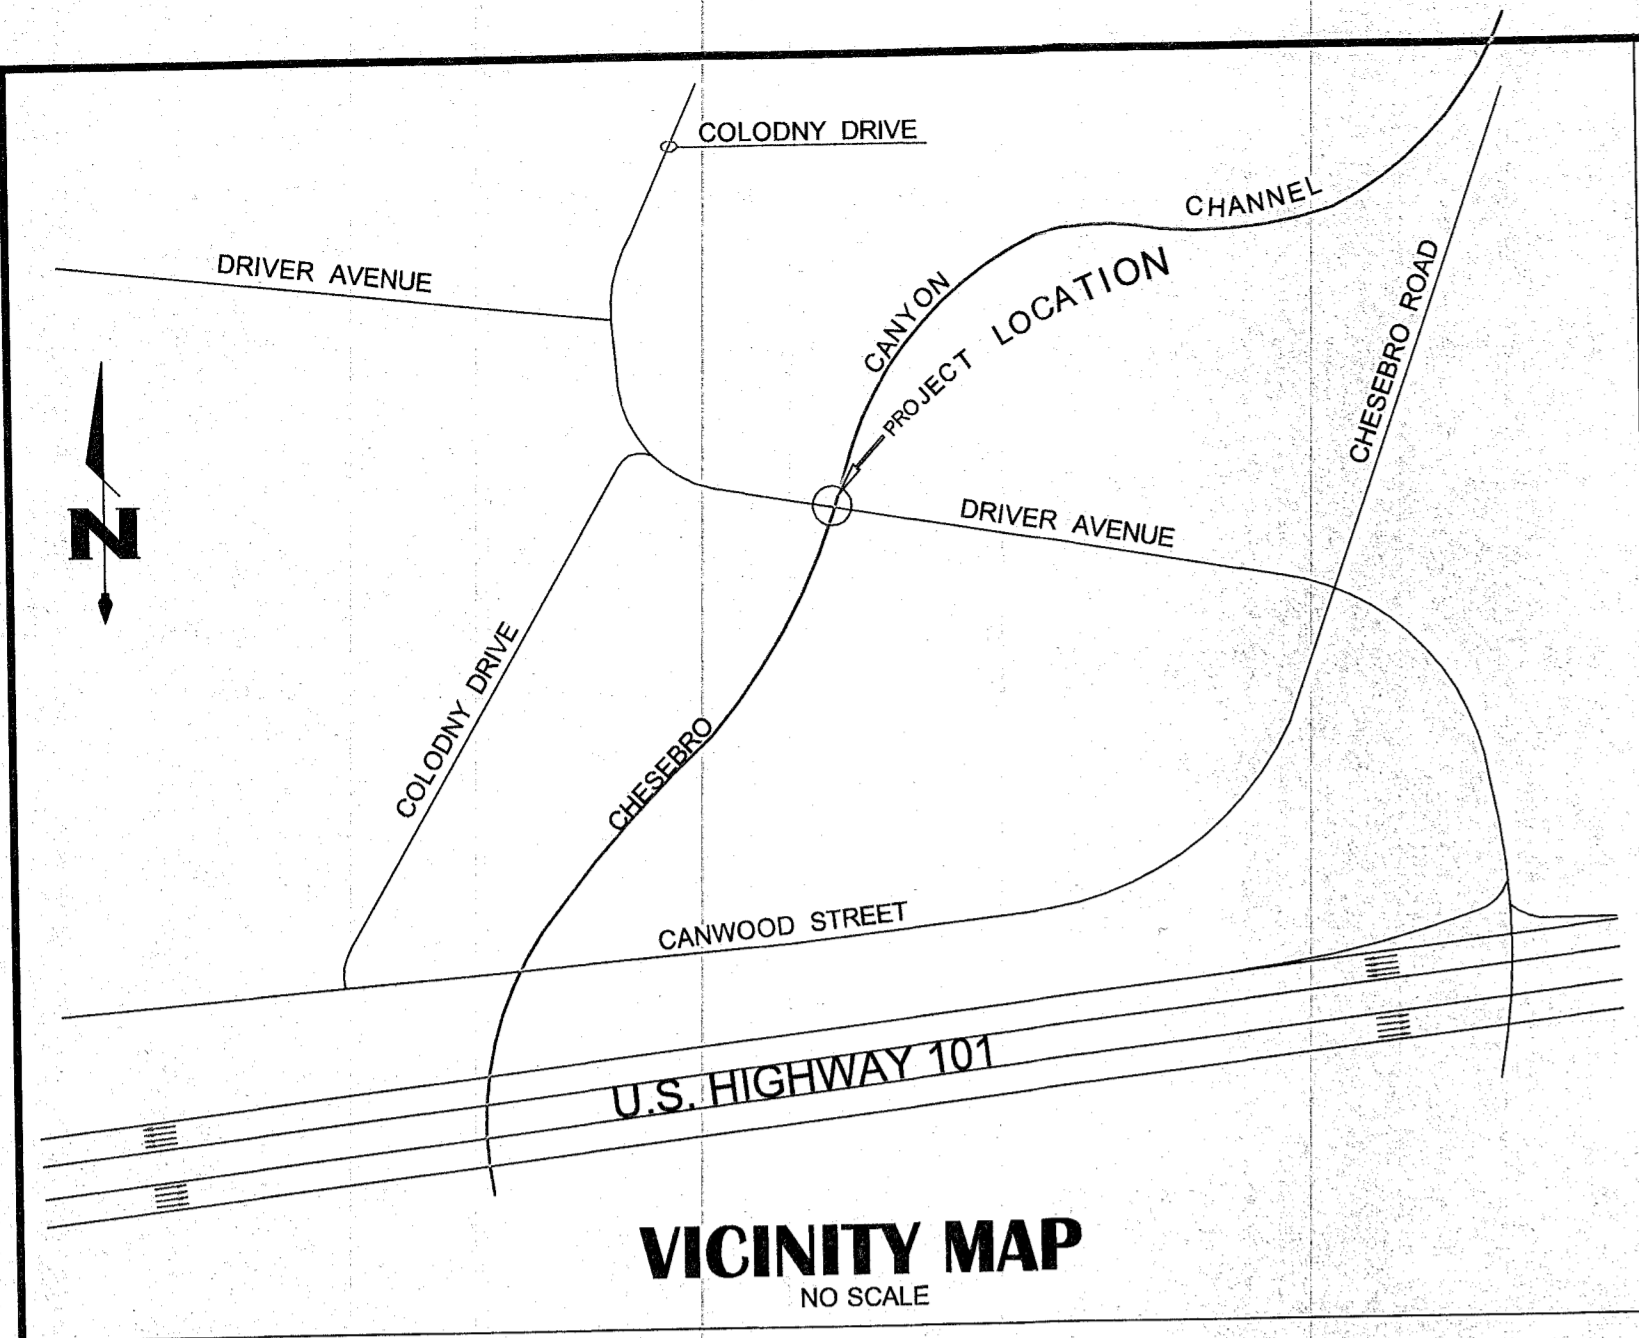 COLODNY DRIVE
CHANNEL
DRIVER AVENUE
CANYON
PROJECT LOCATION
CHESEBRO ROAD
N
DRIVER AVENUE
COLODNY DRIVE
CHESEBRO
CANWOOD STREET
U.S. HIGHWAY 101
VICINITY MAP
NO SCALE